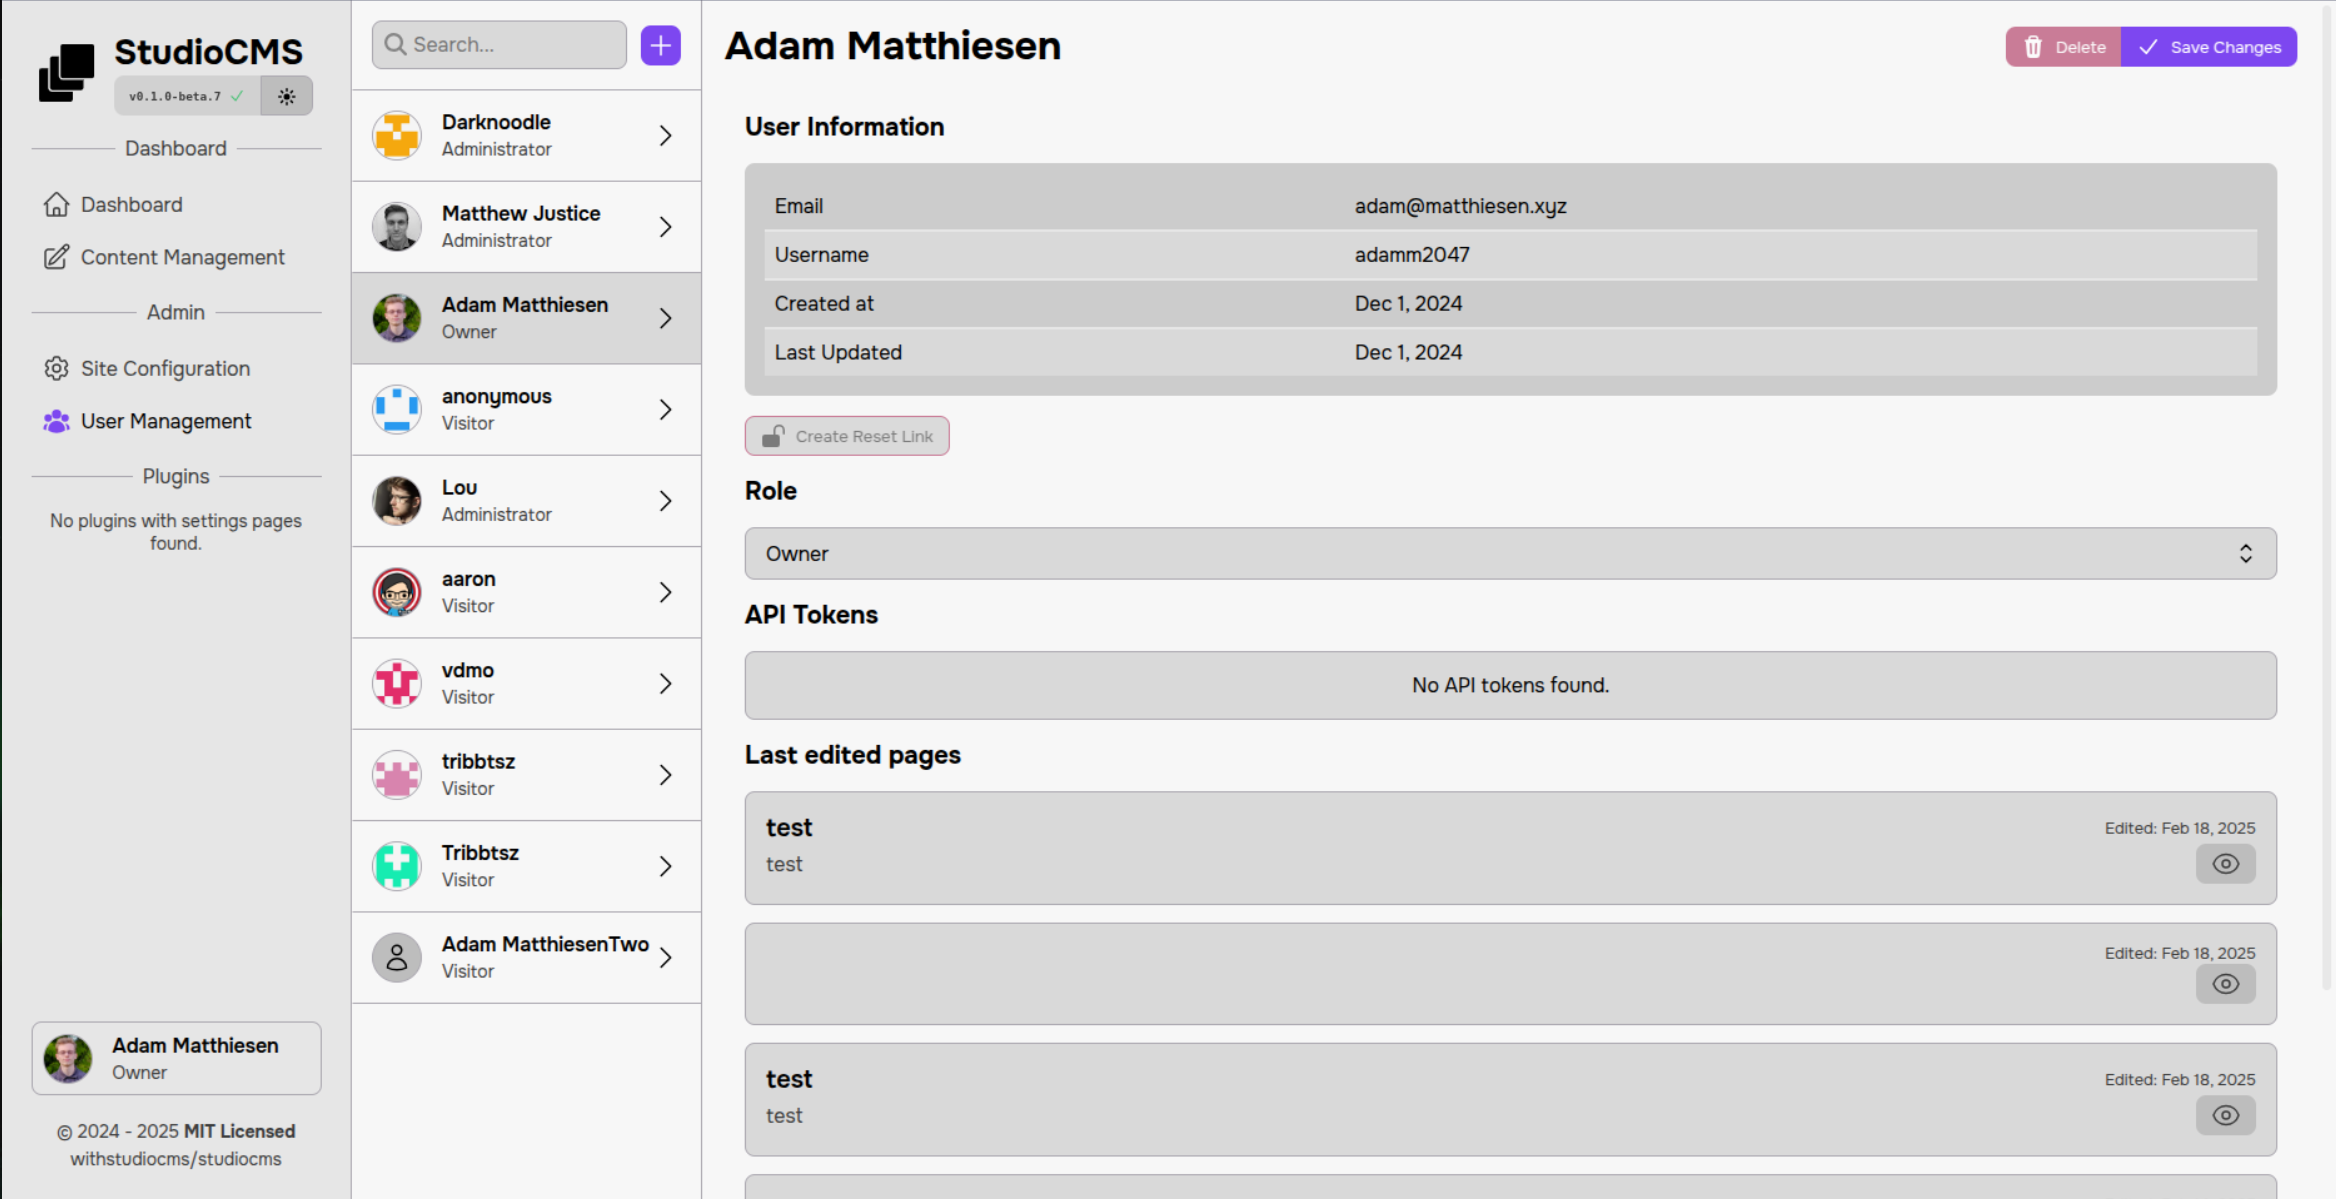 StudioCMS
v0.1.0-beta.7
Dashboard
Dashboard
Content Management
Admin
Site Configuration
User Management
Plugins
No plugins with settings pages
found.
Adam Matthiesen
Owner
© 2024 - 2025 MIT Licensed
withstudiocms/studiocms
Search...
Darknoodle
Administrator
Matthew Justice
Administrator
Adam Matthiesen
Owner
anonymous
Visitor
Lou
Administrator
aaron
Visitor
vdmo
Visitor
tribbtsz
Visitor
Tribbtsz
Visitor
Adam MatthiesenTwo
Visitor
Adam Matthiesen
Delete
Save Changes
User Information
Email adam@matthiesen.xyz
Username adamm2047
Created at Dec 1, 2024
Last Updated Dec 1, 2024
Create Reset Link
Role
Owner
API Tokens
No API tokens found.
Last edited pages
test
Edited: Feb 18, 2025
test
Edited: Feb 18, 2025
test
Edited: Feb 18, 2025
test